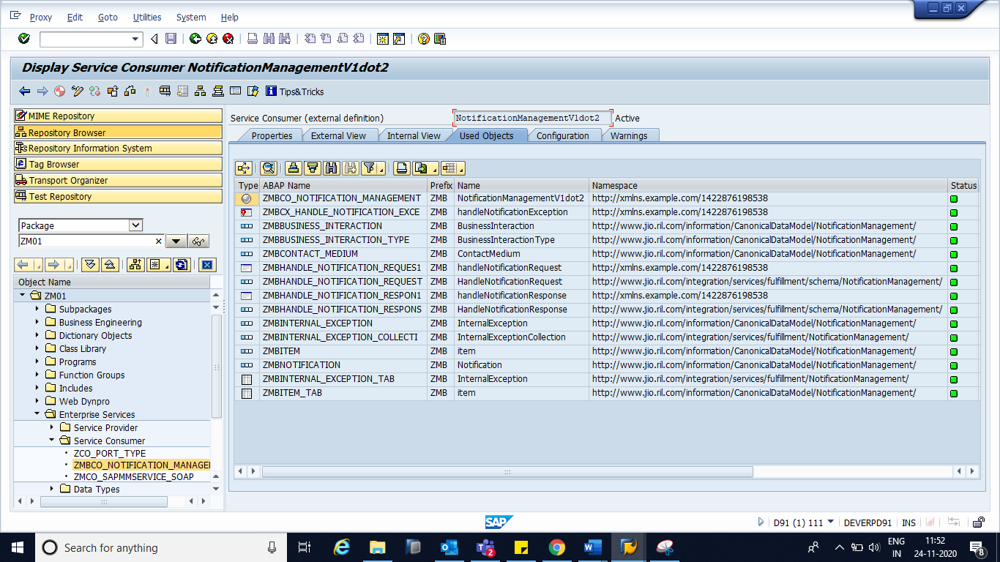 Proxy Edit Goto Utilities System Help
Display Service Consumer NotificationManagementV1dot2
Tips&Tricks
MIME Repository
Repository Browser
Repository Information System
Tag Browser
Transport Organizer
Test Repository
Package
ZM01
Object Name
ZM01
Subpackages
Business Engineering
Dictionary Objects
Class Library
Programs
Function Groups
Includes
Web Dynpro
Enterprise Services
Service Provider
Service Consumer
ZCO_PORT_TYPE
ZMBCO_NOTIFICATION_MANAGE
ZMCO_SAPMMSERVICE_SOAP
Data Types
Service Consumer (external definition) NotificationManagementV1dot2 Active
Properties External View Internal View Used Objects Configuration Warnings
Type ABAP Name Prefix Name Namespace Status
ZMBCO_NOTIFICATION_MANAGEMENT ZMB NotificationManagementV1dot2 http://xmlns.example.com/1422876198538
ZMBCX_HANDLE_NOTIFICATION_EXCE ZMB handleNotificationException http://xmlns.example.com/1422876198538
ZMBBUSINESS_INTERACTION ZMB BusinessInteraction http://www.jio.ril.com/information/CanonicalDataModel/NotificationManagement/
ZMBBUSINESS_INTERACTION_TYPE ZMB BusinessInteractionType http://www.jio.ril.com/information/CanonicalDataModel/NotificationManagement/
ZMBCONTACT_MEDIUM ZMB ContactMedium http://www.jio.ril.com/information/CanonicalDataModel/NotificationManagement/
ZMBHANDLE_NOTIFICATION_REQUES1 ZMB handleNotificationRequest http://xmlns.example.com/1422876198538
ZMBHANDLE_NOTIFICATION_REQUEST ZMB HandleNotificationRequest http://www.jio.ril.com/integration/services/fulfillment/schema/NotificationManagement/
ZMBHANDLE_NOTIFICATION_RESPON1 ZMB handleNotificationResponse http://xmlns.example.com/1422876198538
ZMBHANDLE_NOTIFICATION_RESPONS ZMB HandleNotificationResponse http://www.jio.ril.com/integration/services/fulfillment/schema/NotificationManagement/
ZMBINTERNAL_EXCEPTION ZMB InternalException http://www.jio.ril.com/information/CanonicalDataModel/NotificationManagement/
ZMBINTERNAL_EXCEPTION_COLLECTI ZMB InternalExceptionCollection http://www.jio.ril.com/integration/services/fulfillment/NotificationManagement/
ZMBITEM ZMB item http://www.jio.ril.com/information/CanonicalDataModel/NotificationManagement/
ZMBNOTIFICATION ZMB Notification http://www.jio.ril.com/information/CanonicalDataModel/NotificationManagement/
ZMBINTERNAL_EXCEPTION_TAB ZMB InternalException http://www.jio.ril.com/integration/services/fulfillment/NotificationManagement/
ZMBITEM_TAB ZMB item http://www.jio.ril.com/information/CanonicalDataModel/NotificationManagement/
SAP
D91 (1) 111 DEVERPD91 INS
Search for anything
2
ENG
IN
11:52
24-11-2020
8